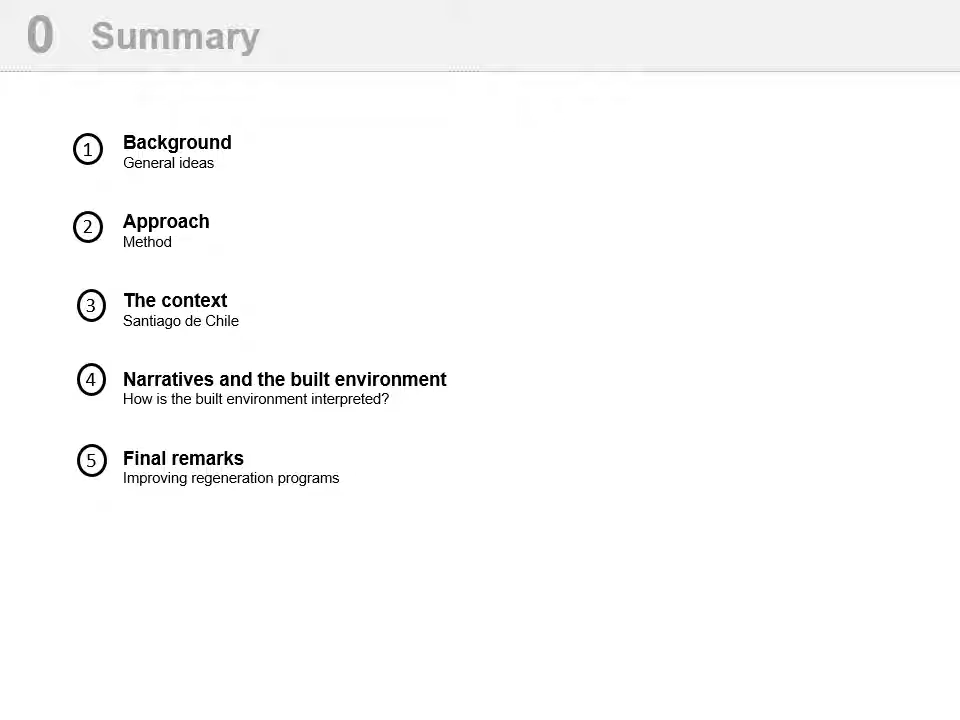 0 Summary
1 Background
General ideas
2 Approach
Method
3 The context
Santiago de Chile
4 Narratives and the built environment
How is the built environment interpreted?
5 Final remarks
Improving regeneration programs